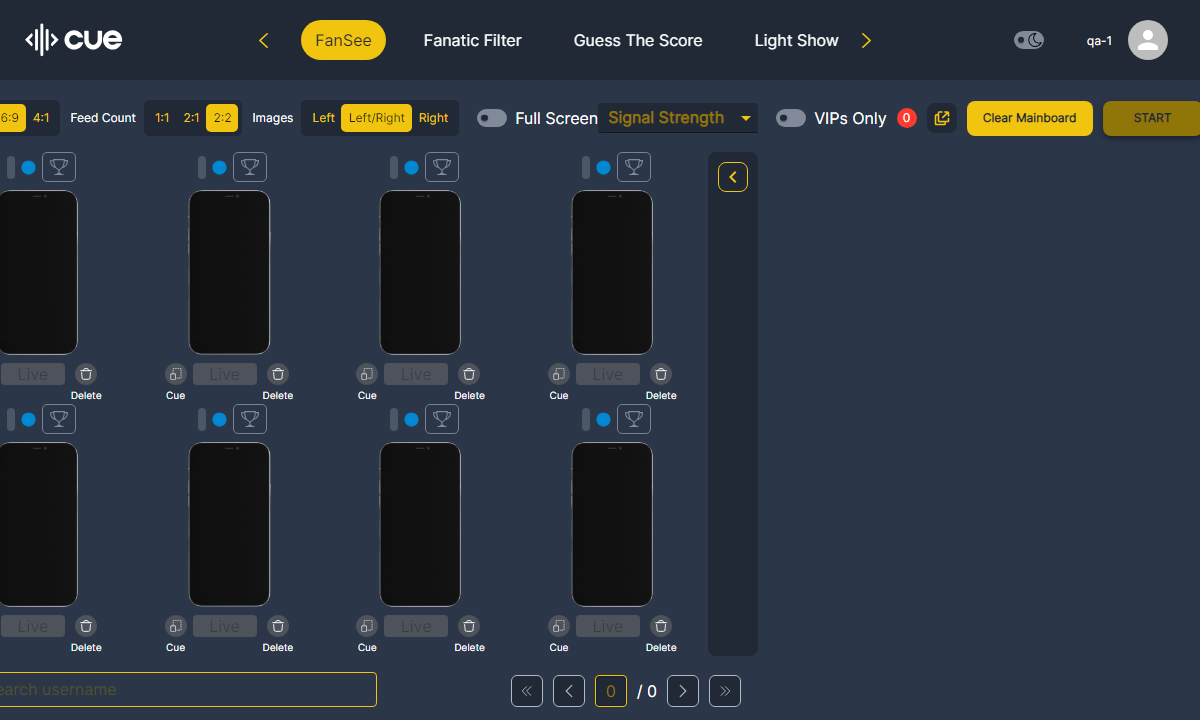 cue
FanSee
Fanatic Filter
Guess The Score
Light Show
qa-1
6:9
4:1
Feed Count
1:1
2:1
2:2
Images
Left
Left/Right
Right
Full Screen
Signal Strength
VIPs Only
0
Clear Mainboard
START
Live
Live
Live
Live
Delete
Cue
Delete
Cue
Delete
Cue
Delete
Live
Live
Live
Live
Delete
Cue
Delete
Cue
Delete
Cue
Delete
earch username
0
/ 0